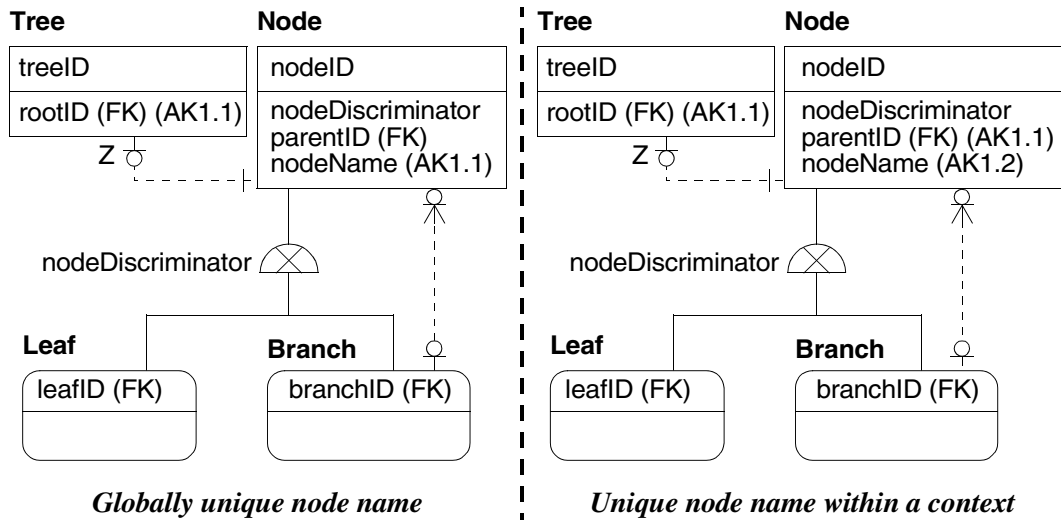 Tree
Node
treeID
rootID (FK) (AK1.1)
nodeID
nodeDiscriminator
parentID (FK)
nodeName (AK1.1)
Z
nodeDiscriminator
Leaf
Branch
leafID (FK)
branchID (FK)
Globally unique node name
Tree
Node
treeID
rootID (FK) (AK1.1)
nodeID
nodeDiscriminator
parentID (FK) (AK1.1)
nodeName (AK1.2)
Z
nodeDiscriminator
Leaf
Branch
leafID (FK)
branchID (FK)
Unique node name within a context